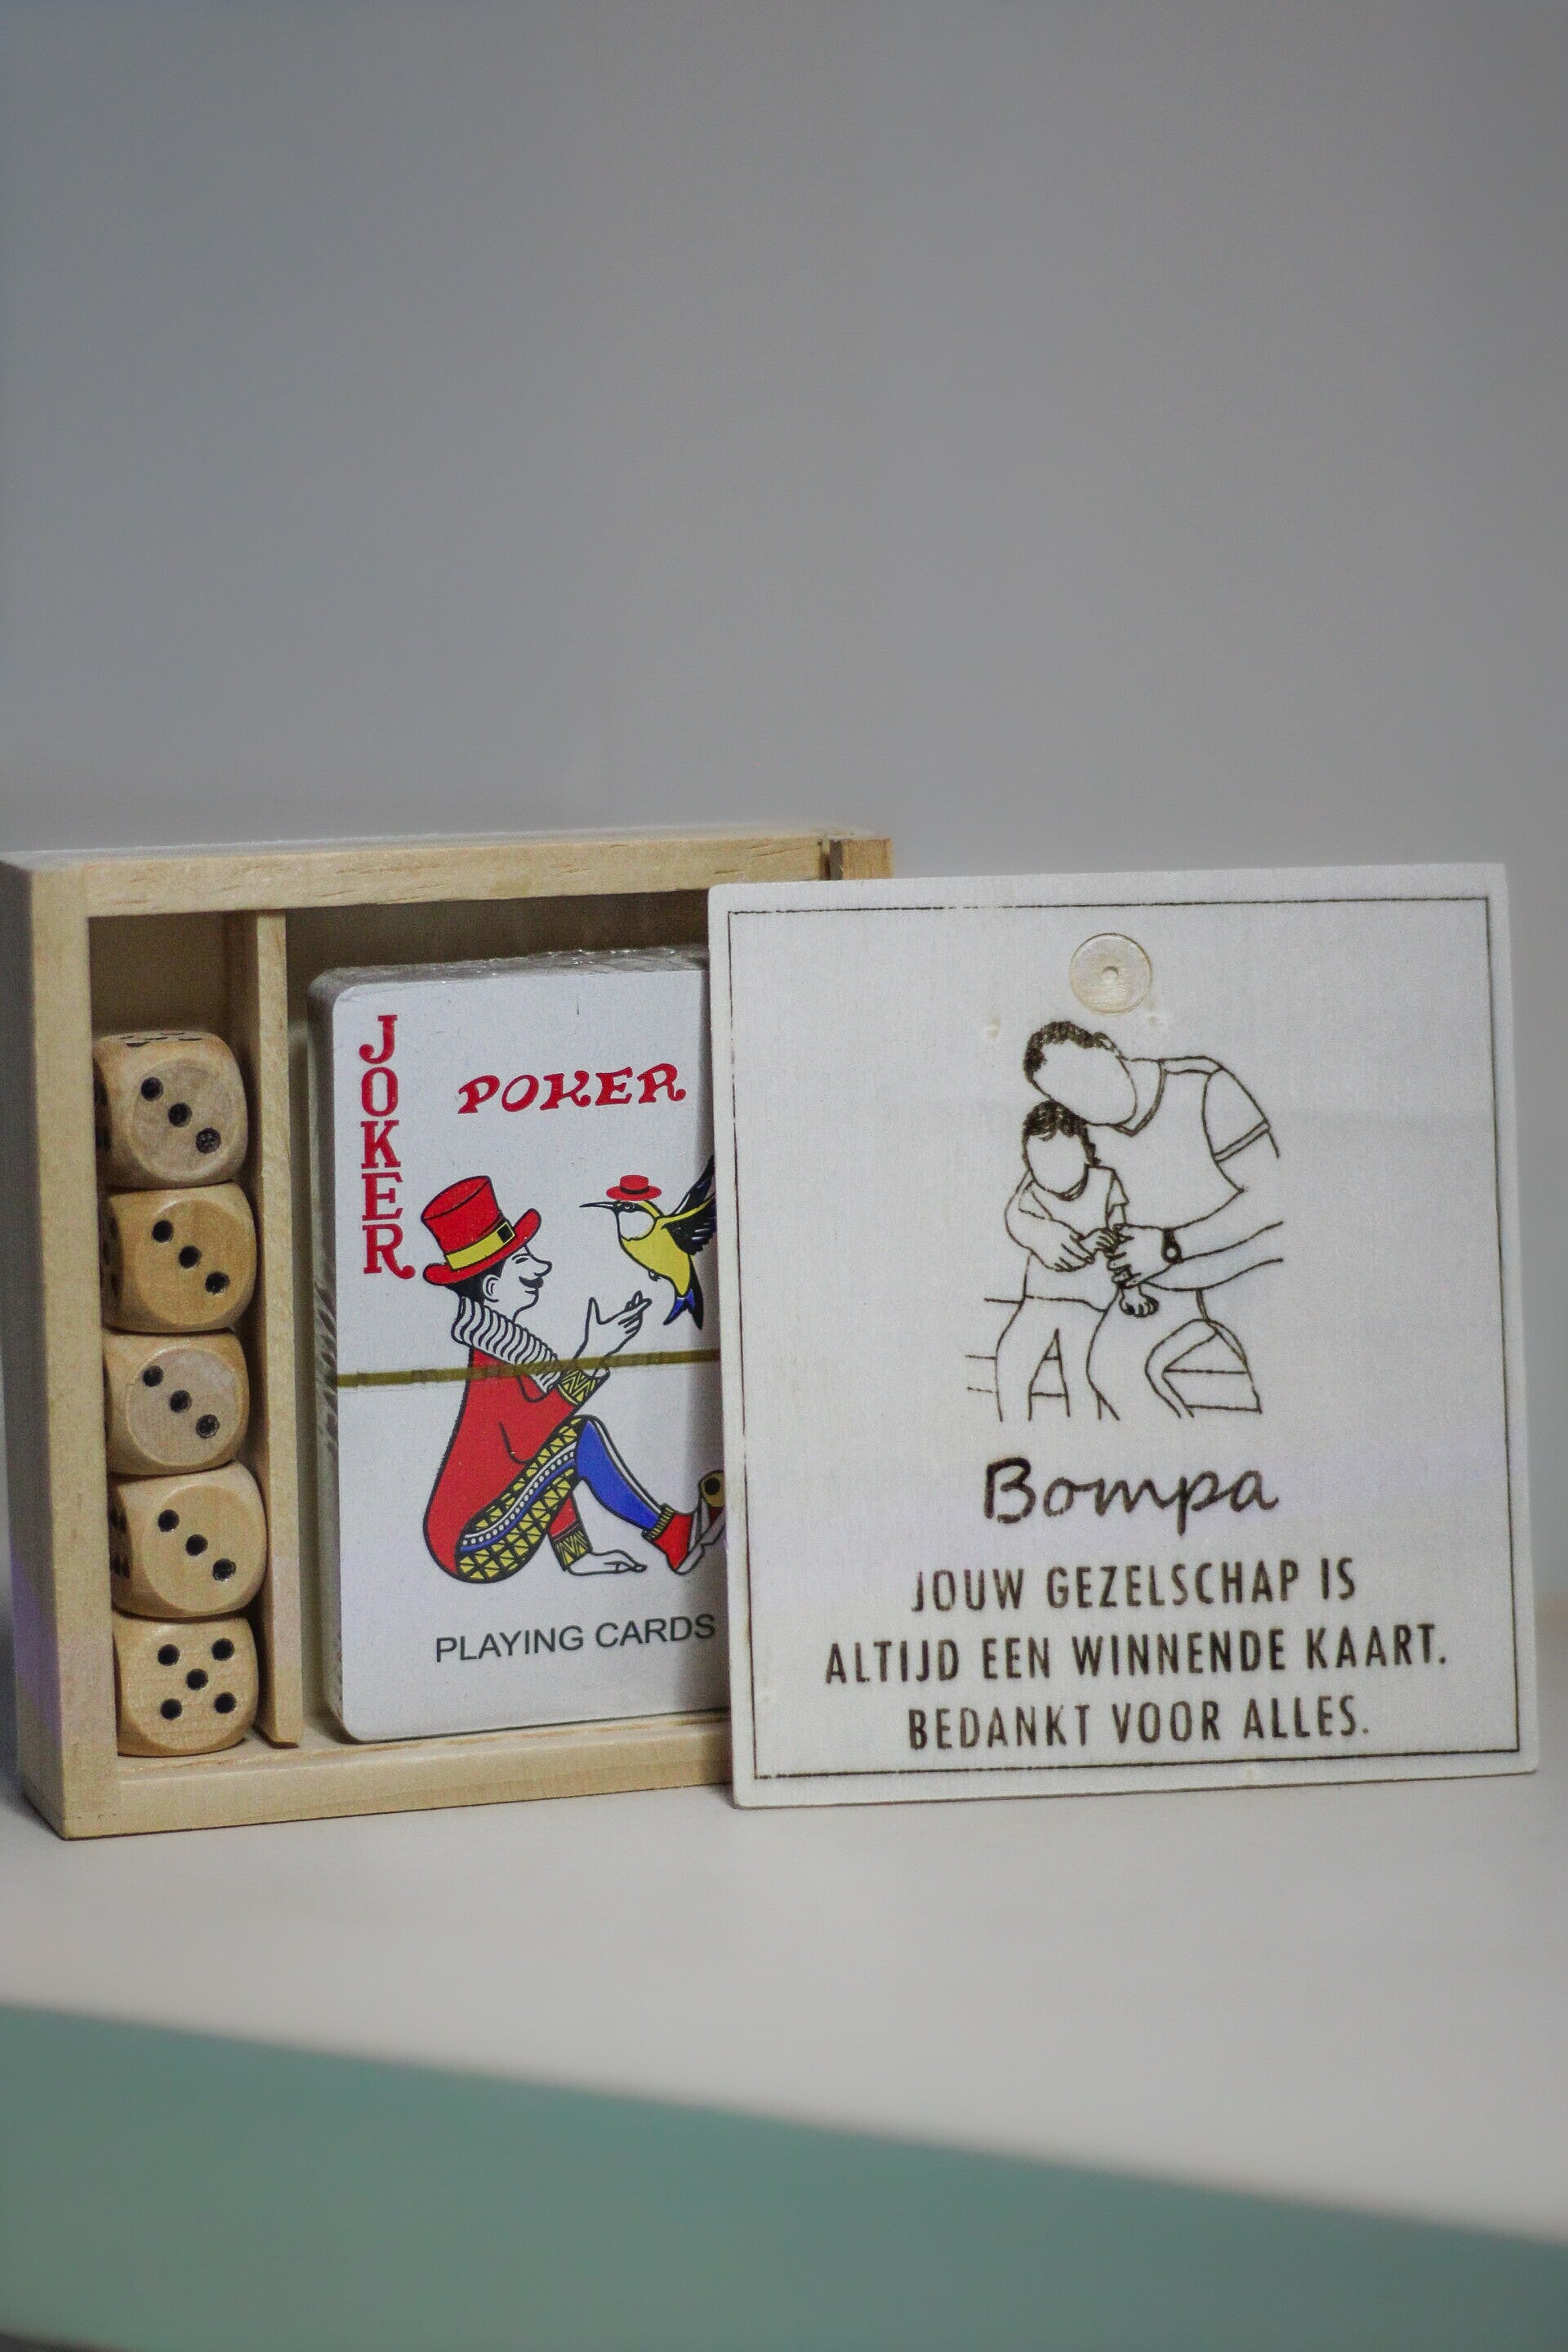 JOKER
POKER
PLAYING CARDS
Bompa
JOUW GEZELSCHAP IS
ALTIJD EEN WINNENDE KAART.
BEDANKT VOOR ALLES.